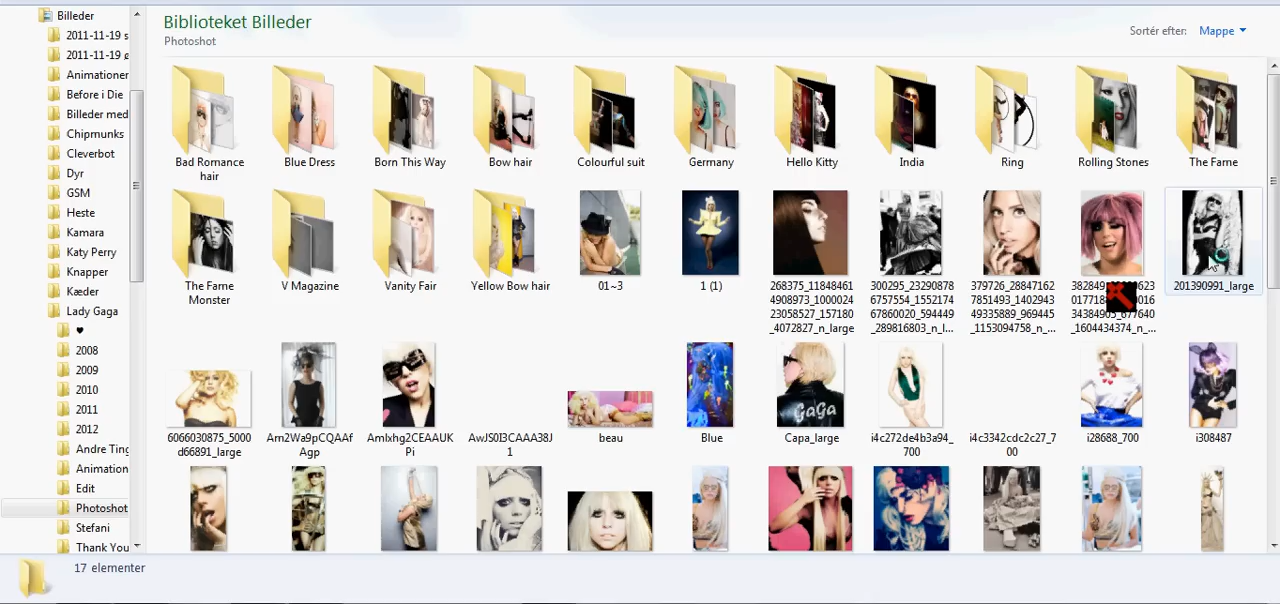 Billeder
2011-11-19 s
2011-11-19 ø
Animationer
Before i Die
Billeder med
Chipmunks
Cleverbot
Dyr
GSM
Heste
Kamara
Katy Perry
Knapper
Kæder
Lady Gaga
♥
2008
2009
2010
2011
2012
Andre Ting
Animation
Edit
Photoshot
Stefani
Thank You
Biblioteket Billeder
Photoshot
Sortér efter: Mappe
Bad Romance
hair
Blue Dress
Born This Way
Bow hair
Colourful suit
Germany
Hello Kitty
India
Ring
Rolling Stones
The Fame
The Fame
Monster
V Magazine
Vanity Fair
Yellow Bow hair
01~3
1 (1)
268375_11848461
4908973_1000024
23058527_157180
_4072827_n_large
300295_23290878
6757554_1552174
67860020_594449
_289816803_n_l...
379726_28847162
7851493_1402943
49335889_969445
_1153094758_n_...
_1604434374_n_...
201390991_large
6066030875_5000
d66891_large
Am2Wa9pCQAAf
Agp
Amlxhg2CEAAUK
Pi
AwJS0I3CAAA38J
1
beau
Blue
Capa_large
GaGa
i4c272de4b3a94_
700
i4c3342cdc2c27_7
00
i28688_700
i308487
17 elementer